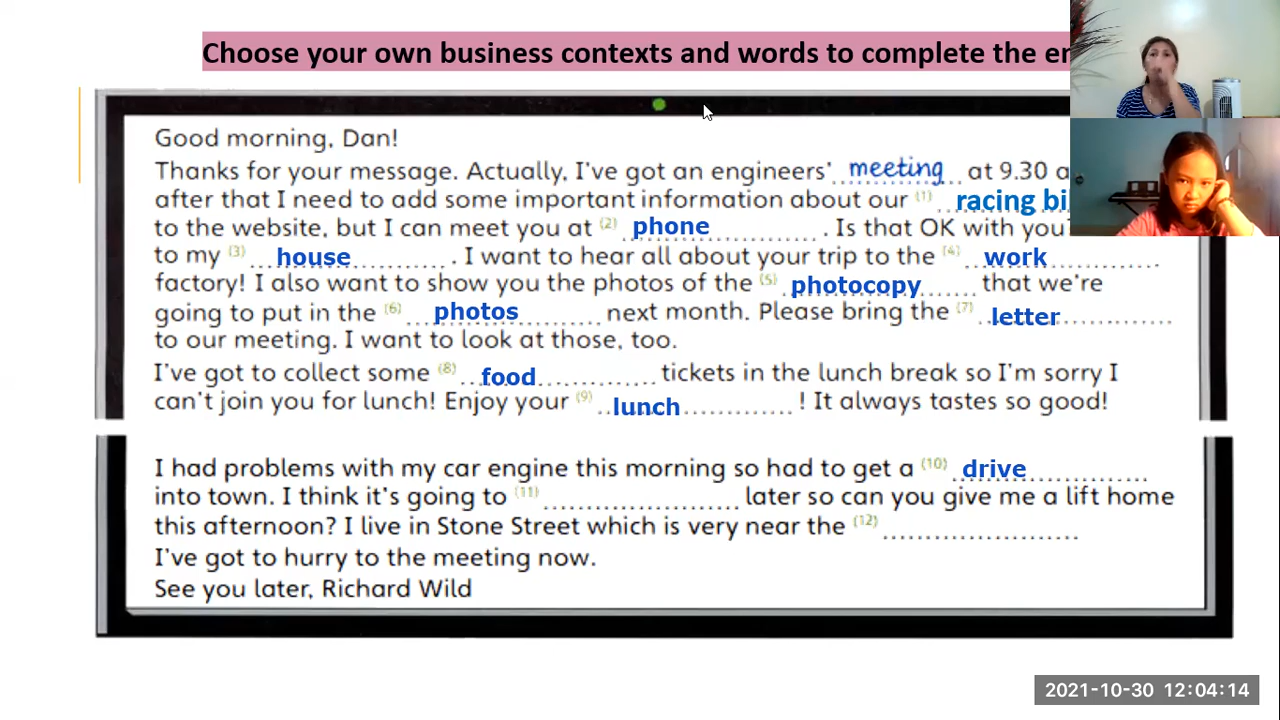 Choose your own business contexts and words to complete the
Good morning, Dan!
Thanks for your message. Actually, I've got an engineers' meeting at 9.30
after that I need to add some important information about our (1) racing
to the website, but I can meet you at (2) phone . Is that OK with you
to my (3) house . I want to hear all about your trip to the (4) work
factory! I also want to show you the photos of the (5) photocopy that we're
going to put in the (6) photos next month. Please bring the (7) letter
to our meeting. I want to look at those, too.
I've got to collect some (8) food tickets in the lunch break so I'm sorry I
can't join you for lunch! Enjoy your (9) lunch ! It always tastes so good!
I had problems with my car engine this morning so had to get a (10) drive
into town. I think it's going to (11) later so can you give me a lift home
this afternoon? I live in Stone Street which is very near the (12)
I've got to hurry to the meeting now.
See you later, Richard Wild
2021-10-30 12:04:14